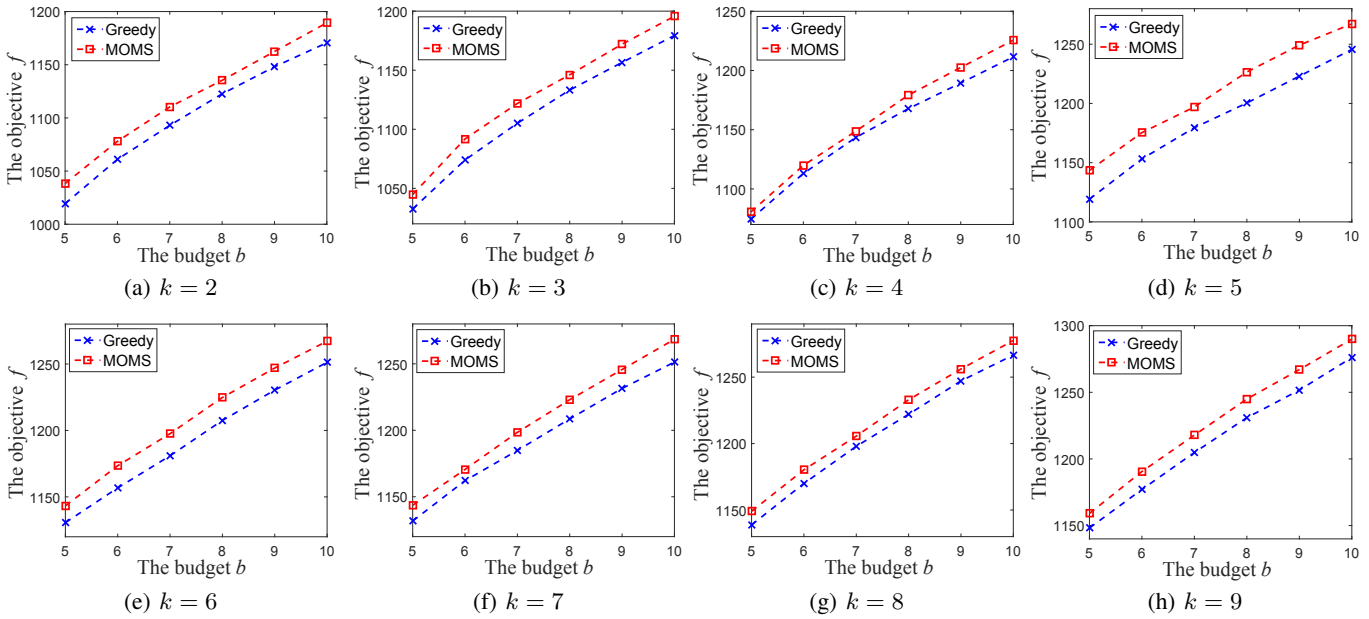 The objective f
1200
1150
1100
1050
1000
Greedy
MOMS
5 6 7 8 9 10
The budget b
(a) k = 2
The objective f
1200
1150
1100
1050
Greedy
MOMS
5 6 7 8 9 10
The budget b
(b) k = 3
The objective f
1250
1200
1150
1100
Greedy
MOMS
5 6 7 8 9 10
The budget b
(c) k = 4
The objective f
1250
1200
1150
1100
Greedy
MOMS
5 6 7 8 9 10
The budget b
(d) k = 5
The objective f
1250
1200
1150
Greedy
MOMS
5 6 7 8 9 10
The budget b
(e) k = 6
The objective f
1250
1200
1150
Greedy
MOMS
5 6 7 8 9 10
The budget b
(f) k = 7
The objective f
1250
1200
1150
Greedy
MOMS
5 6 7 8 9 10
The budget b
(g) k = 8
The objective f
1300
1250
1200
1150
Greedy
MOMS
5 6 7 8 9 10
The budget b
(h) k = 9